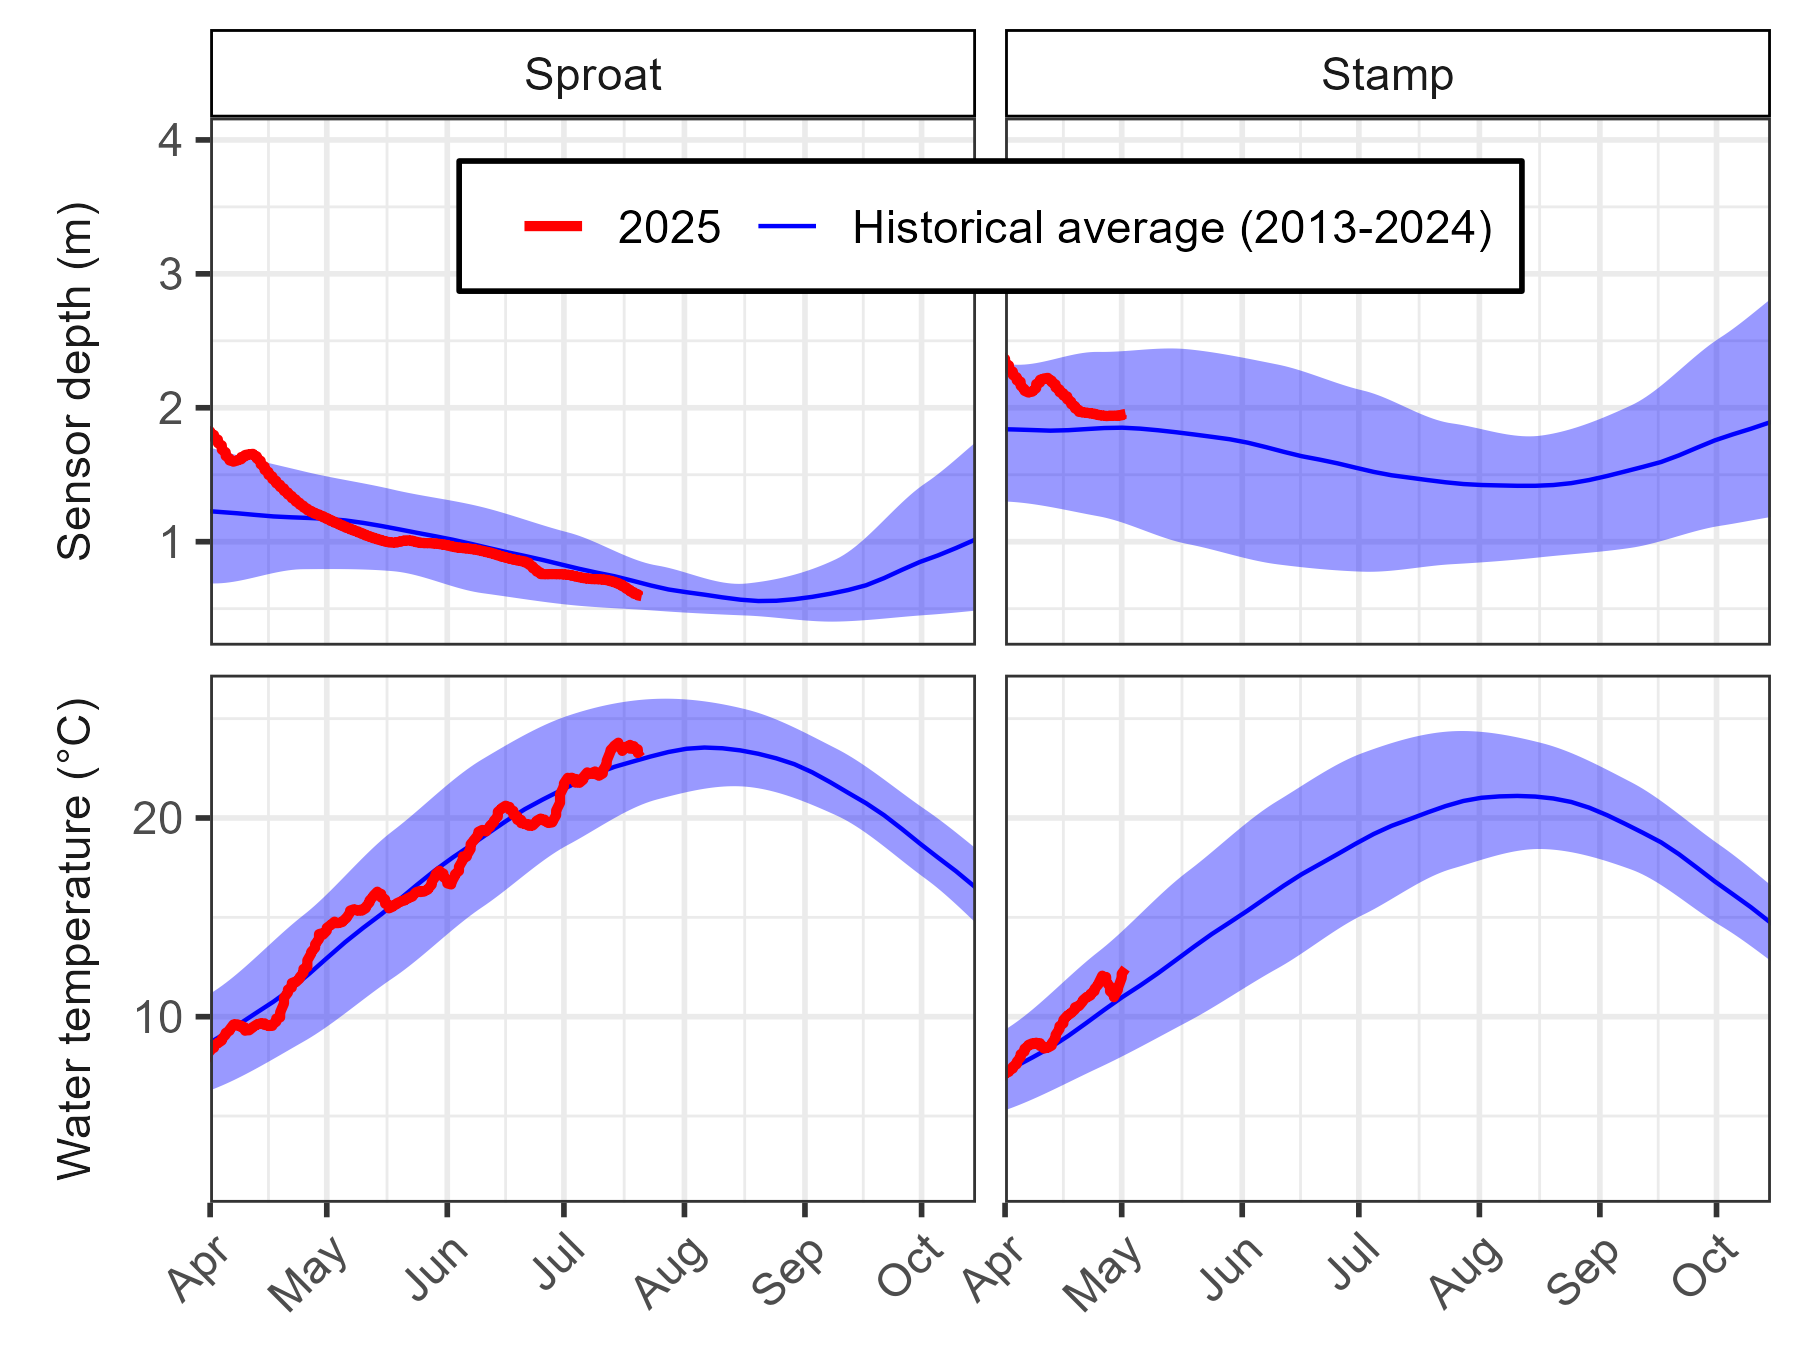 Sproat
Stamp
Sensor depth (m)
4
3
2
1
2025
Historical average (2013-2024)
Water temperature (°C)
20
10
Apr May Jun Jul Aug Sep Oct
Apr May Jun Jul Aug Sep Oct